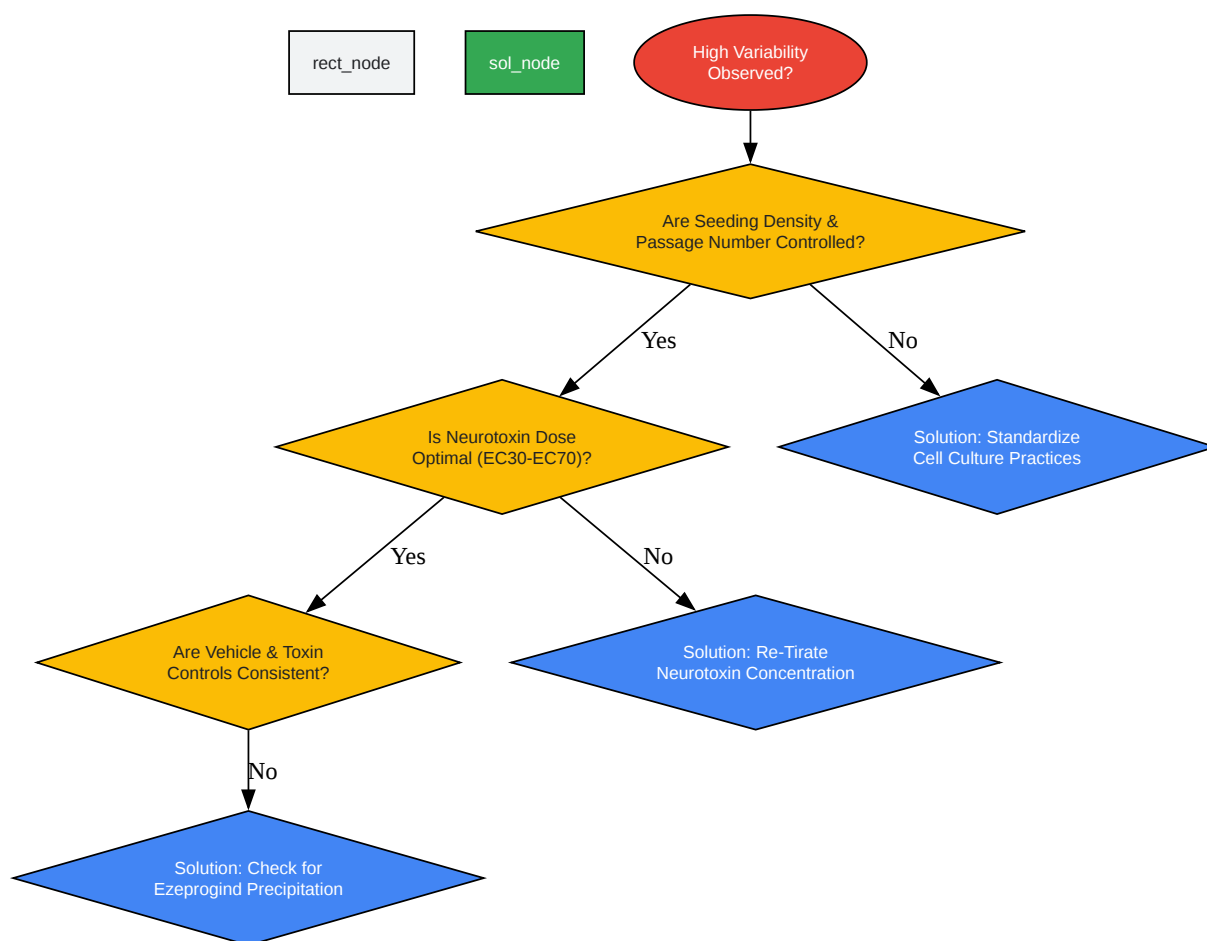 rect_node
sol_node
High Variability
Observed?
Are Seeding Density &
Passage Number Controlled?
Yes
No
Is Neurotoxin Dose
Optimal (EC30-EC70)?
Solution: Standardize
Cell Culture Practices
Yes
No
Are Vehicle & Toxin
Controls Consistent?
Solution: Re-Tirate
Neurotoxin Concentration
No
Solution: Check for
Ezeprogind Precipitation